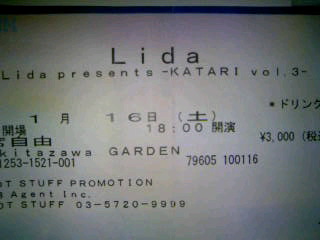 Lida
Lida presents -KATARI vol.3-
1月 16日 (土) *ドリンク
開場 18:00 開演
自由 ¥3,000 (税込
kitazawa GARDEN
1253-1521-001 79605 100116
OT STUFF PROMOTION
Agent Inc.
OT STUFF 03-5720-9999